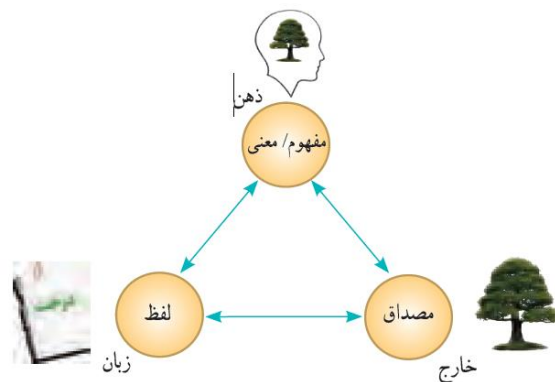 ذهن
مفهوم/ معنی
لفظ
مصداق
زبان
خارج